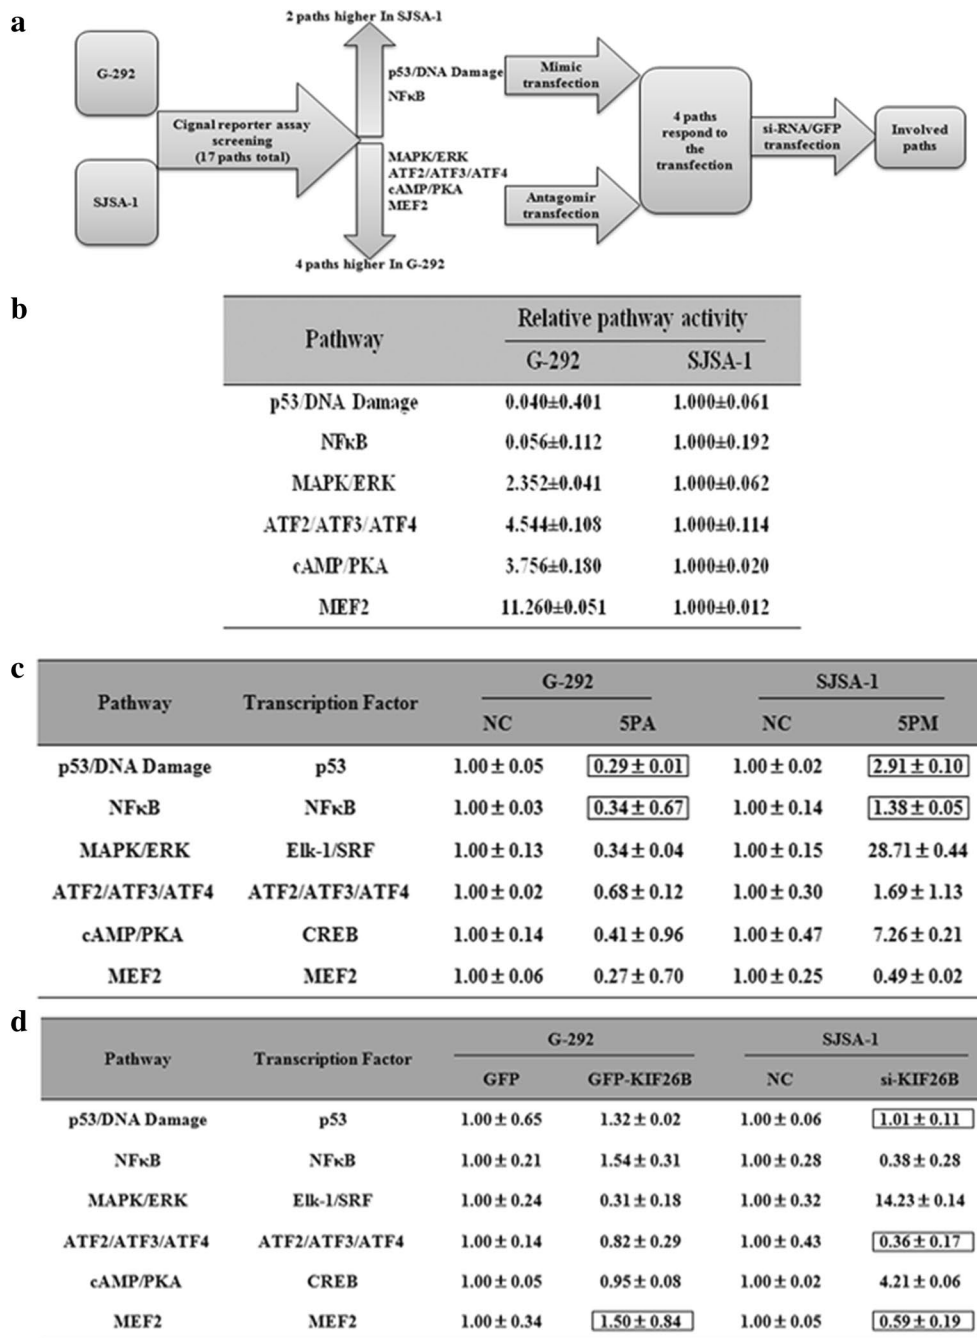 a
2 paths higher In SJSA-1
G-292
SJSA-1
Cignal reporter assay
screening
(17 paths total)
p53/DNA Damage
NFκB
MAPK/ERK
ATF2/ATF3/ATF4
cAMP/PKA
MEF2
4 paths higher In G-292
Mimic
transfection
Antagomir
transfection
4 paths
respond to
the
transfection
si-RNA/GFP
transfection
Involved
paths
b
Pathway Relative pathway activity
G-292 SJSA-1
p53/DNA Damage 0.040±0.401 1.000±0.061
NFκB 0.056±0.112 1.000±0.192
MAPK/ERK 2.352±0.041 1.000±0.062
ATF2/ATF3/ATF4 4.544±0.108 1.000±0.114
cAMP/PKA 3.756±0.180 1.000±0.020
MEF2 11.260±0.051 1.000±0.012
c
Pathway Transcription Factor G-292 SJSA-1
NC 5PA NC 5PM
p53/DNA Damage p53 1.00 ± 0.05 0.29 ± 0.01 1.00 ± 0.02 2.91 ± 0.10
NFκB NFκB 1.00 ± 0.03 0.34 ± 0.67 1.00 ± 0.14 1.38 ± 0.05
MAPK/ERK Elk-1/SRF 1.00 ± 0.13 0.34 ± 0.04 1.00 ± 0.15 28.71 ± 0.44
ATF2/ATF3/ATF4 ATF2/ATF3/ATF4 1.00 ± 0.02 0.68 ± 0.12 1.00 ± 0.30 1.69 ± 1.13
cAMP/PKA CREB 1.00 ± 0.14 0.41 ± 0.96 1.00 ± 0.47 7.26 ± 0.21
MEF2 MEF2 1.00 ± 0.06 0.27 ± 0.70 1.00 ± 0.25 0.49 ± 0.02
d
Pathway Transcription Factor G-292 SJSA-1
GFP GFP-KIF26B NC si-KIF26B
p53/DNA Damage p53 1.00 ± 0.65 1.32 ± 0.02 1.00 ± 0.06 1.01 ± 0.11
NFκB NFκB 1.00 ± 0.21 1.54 ± 0.31 1.00 ± 0.28 0.38 ± 0.28
MAPK/ERK Elk-1/SRF 1.00 ± 0.24 0.31 ± 0.18 1.00 ± 0.32 14.23 ± 0.14
ATF2/ATF3/ATF4 ATF2/ATF3/ATF4 1.00 ± 0.14 0.82 ± 0.29 1.00 ± 0.43 0.36 ± 0.17
cAMP/PKA CREB 1.00 ± 0.05 0.95 ± 0.08 1.00 ± 0.02 4.21 ± 0.06
MEF2 MEF2 1.00 ± 0.34 1.50 ± 0.84 1.00 ± 0.05 0.59 ± 0.19